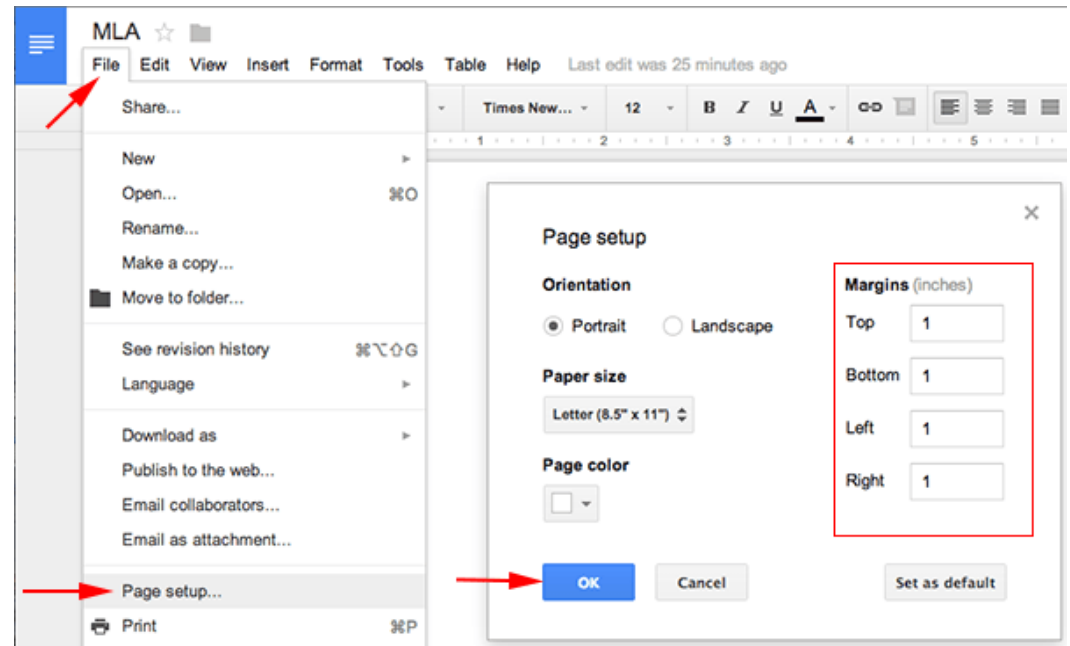 MLA
File Edit View Insert Format Tools Table Help Last edit was 25 minutes ago
Times New... 12 B I U A
1 2 3 4 5
Share...
New
Open... ⌘O
Rename...
Make a copy...
Move to folder...
See revision history ⌘⌥⇧G
Language
Download as
Publish to the web...
Email collaborators...
Email as attachment...
Page setup...
Print ⌘P
Page setup
Orientation
Portrait Landscape
Paper size
Letter (8.5" x 11")
Page color
Margins (inches)
Top 1
Bottom 1
Left 1
Right 1
OK Cancel Set as default